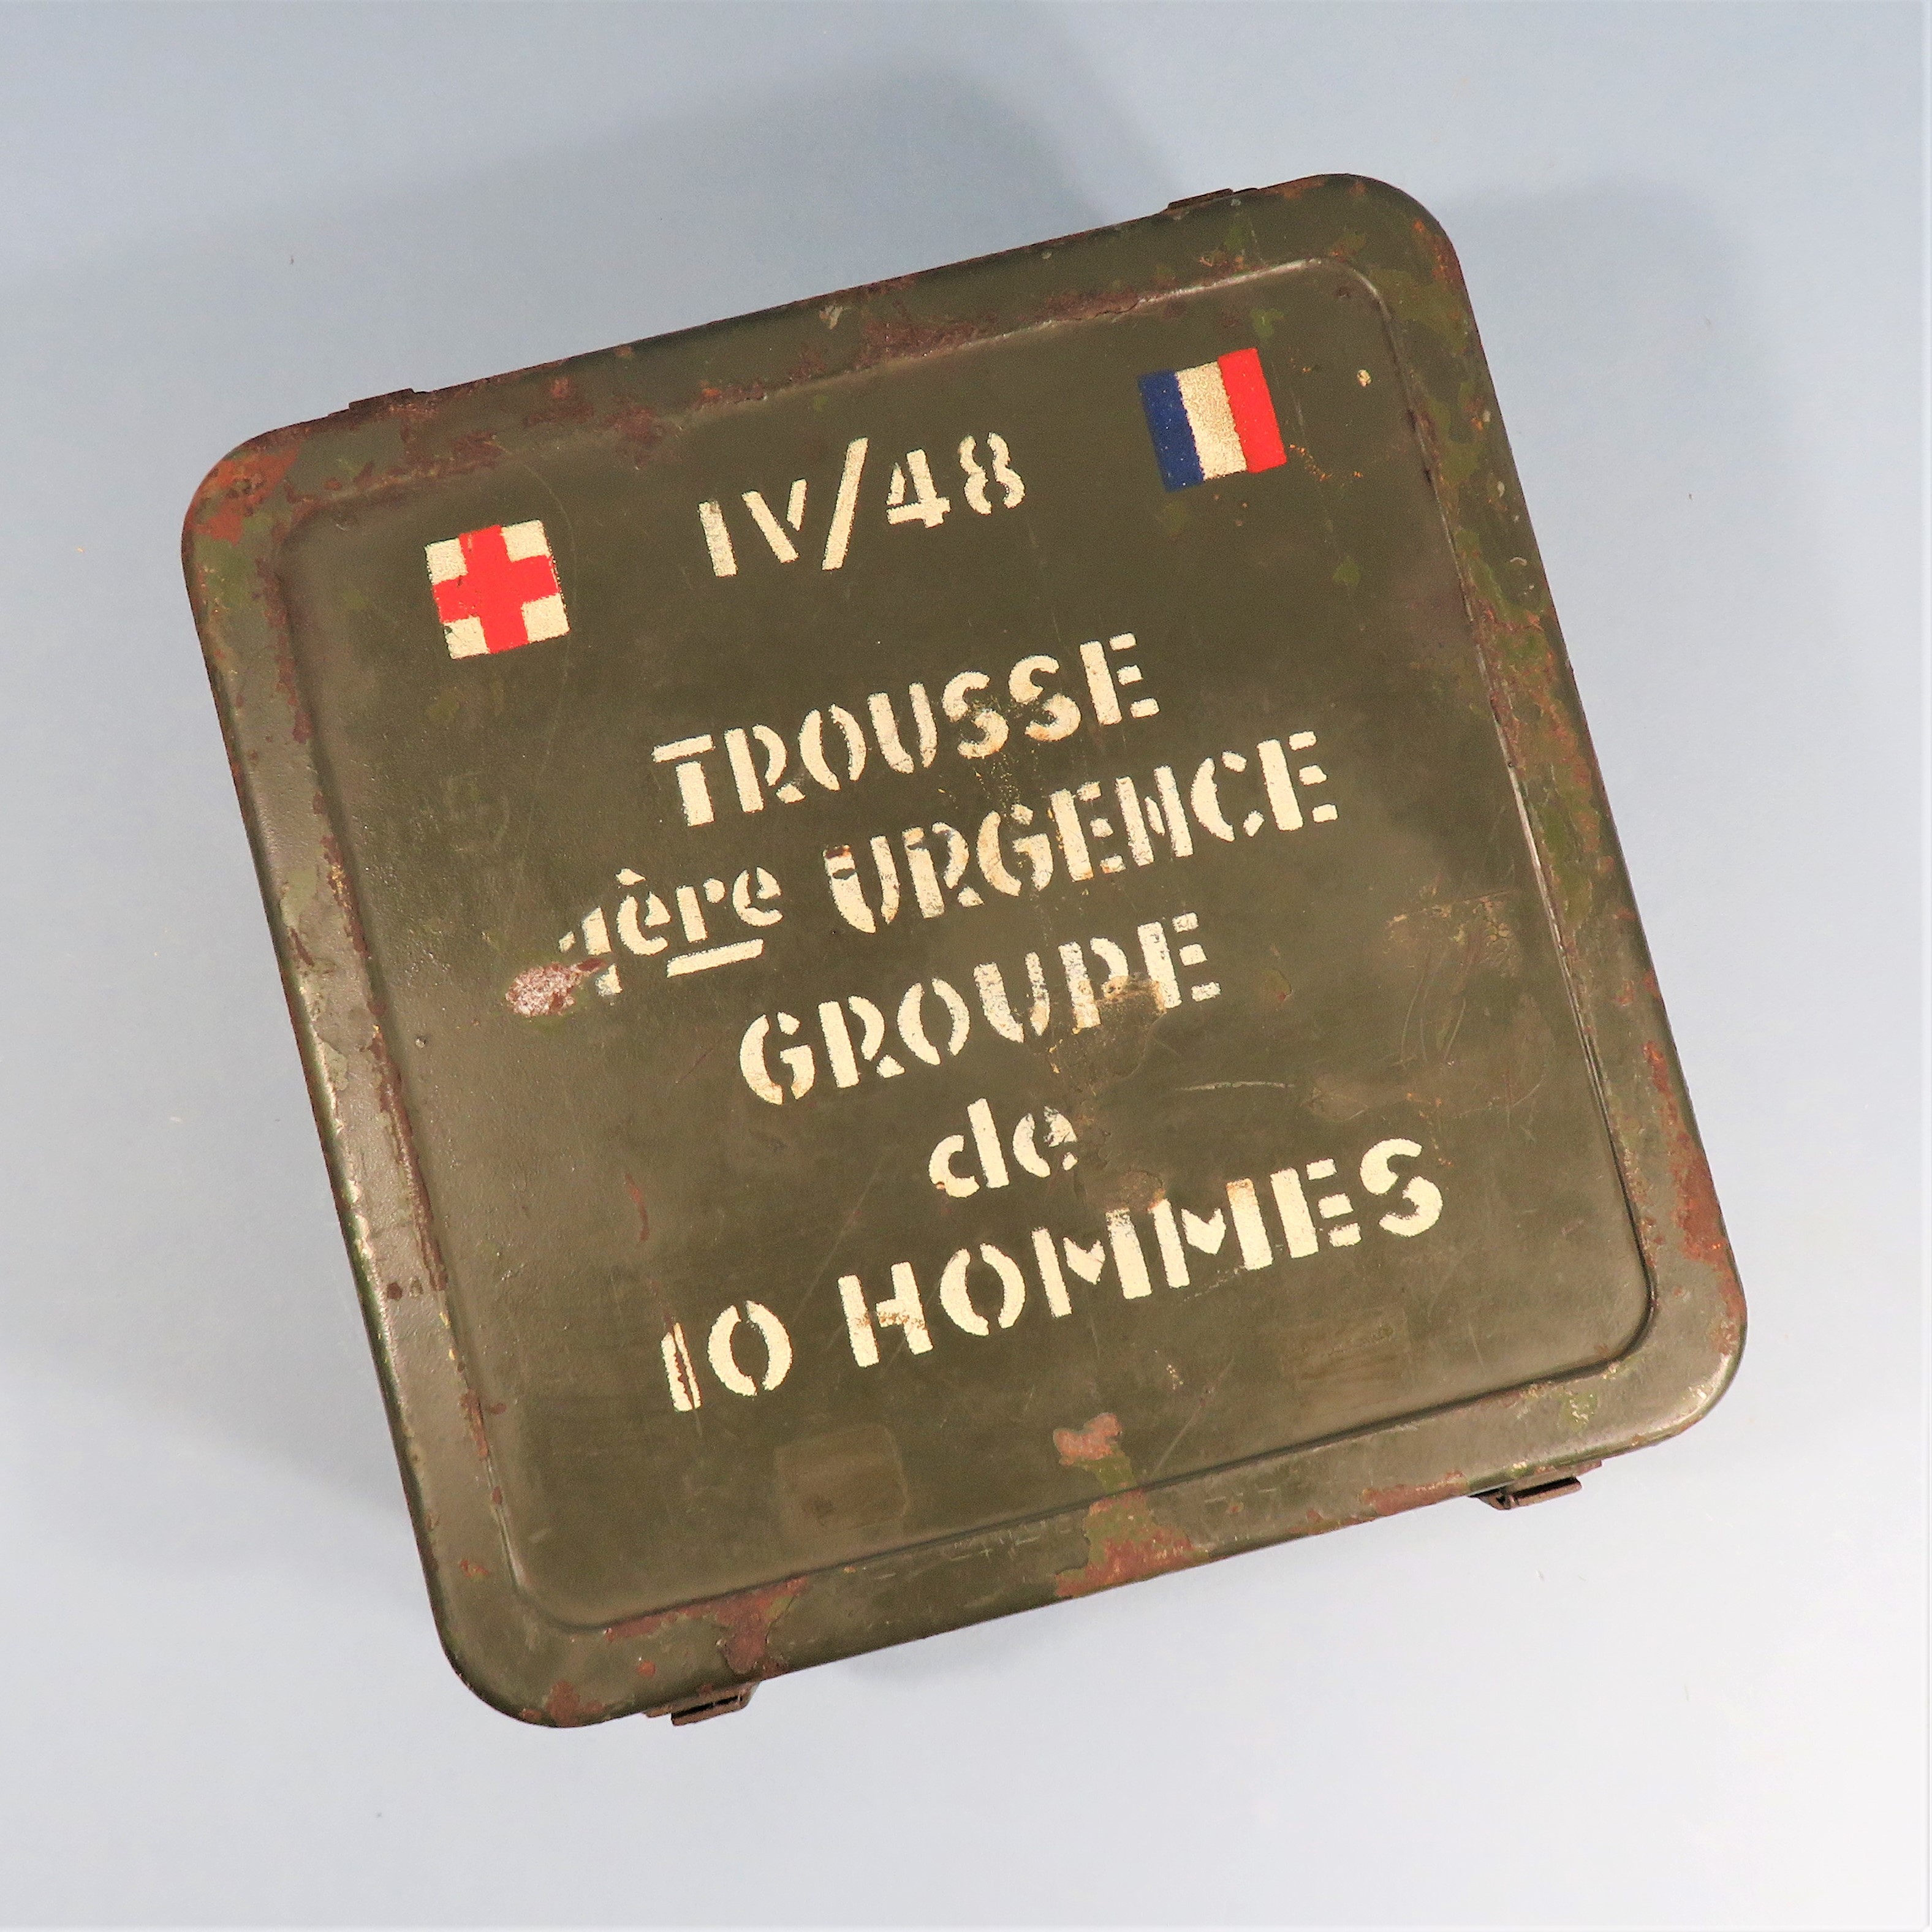 IV/48
TROUSSE
1ère URGENCE
GROUPE
de
10 HOMMES